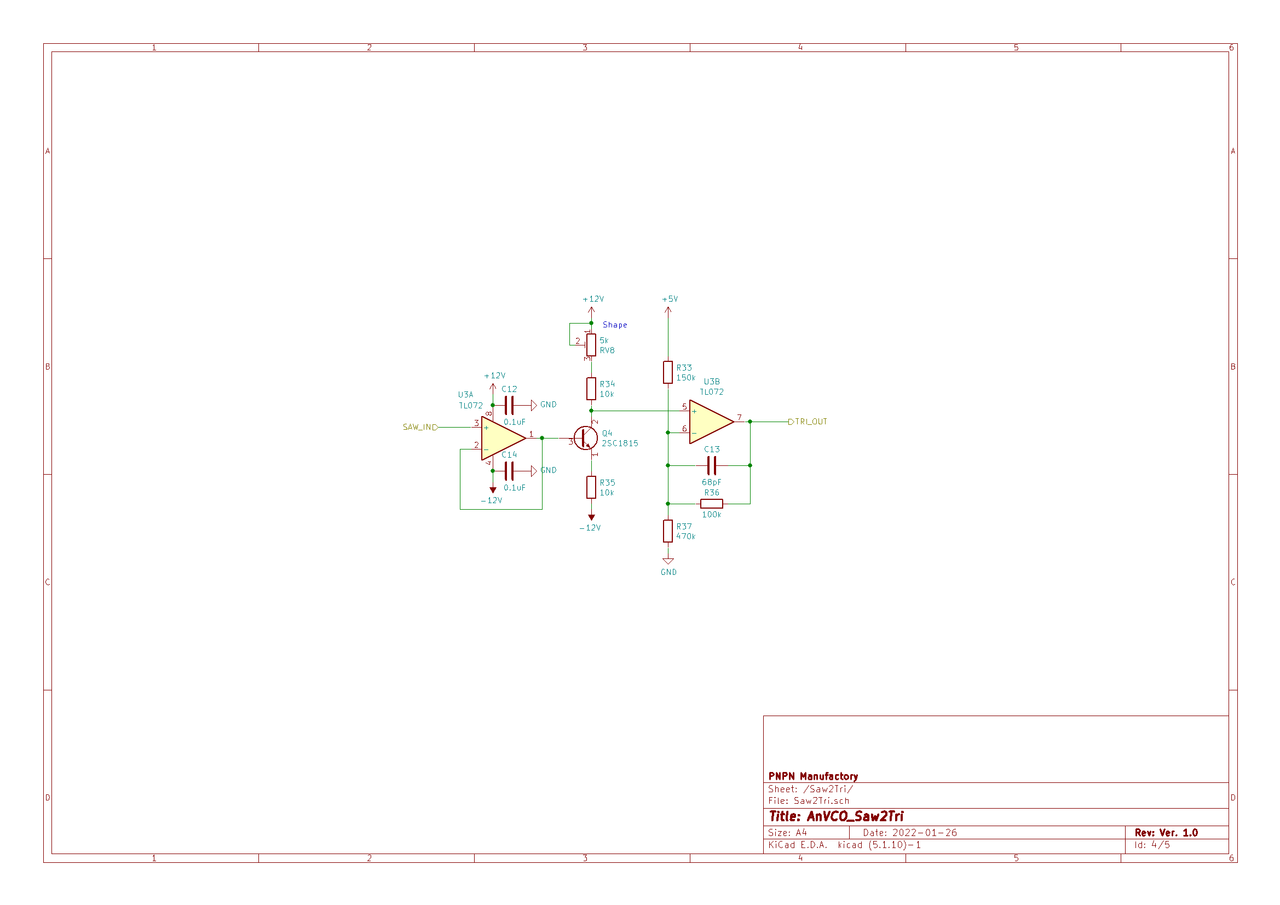 1 2 3 4 5 6
A A
+12V +5V
Shape
1
2 5k
RV8
3
B B
R33
150k
+12V
U3B
TL072
C12
R34
10k
U3A
TL072
GND
8
0.1uF
5
+
7
TRI_OUT
SAW_IN
3
+
1
2
Q4
2SC1815
3
6
-
2
-
4
C14
1
C13
GND
68pF
0.1uF
R35
10k
R36
100k
-12V
-12V
R37
470k
GND
C C
PNPN Manufactory
Sheet: /Saw2Tri/
D D
File: Saw2Tri.sch
Title: AnVCO_Saw2Tri
Size: A4 Date: 2022-01-26 Rev: Ver. 1.0
KiCad E.D.A. kicad (5.1.10)-1 Id: 4/5
1 2 3 4 5 6